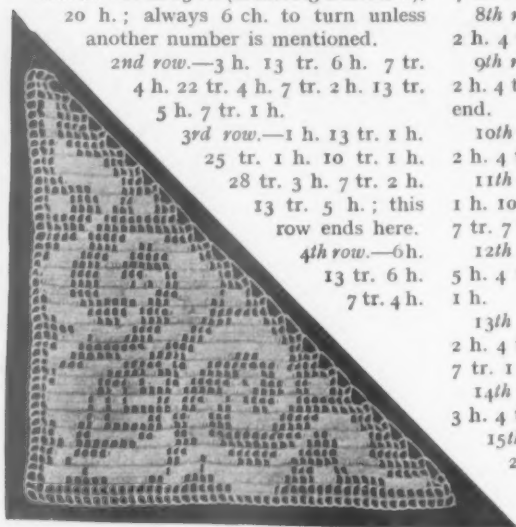 20 h. ; always 6 ch. to turn unless
another number is mentioned.
2nd row.—3 h. 13 tr. 6 h. 7 tr.
4 h. 22 tr. 4 h. 7 tr. 2 h. 13 tr.
5 h. 7 tr. 1 h.
3rd row.—1 h. 13 tr. 1 h.
25 tr. 1 h. 10 tr. 1 h.
28 tr. 3 h. 7 tr. 2 h.
13 tr. 5 h. ; this
row ends here.
4th row.—6 h.
13 tr. 6 h.
7 tr. 4 h.
8th
2 h. 4
9th
2 h. 4
end.
10th
2 h. 4
11th
1 h. 10
7 tr. 7
12th
5 h. 4
1 h.
13th
2 h. 4
7 tr. 1
14th
3 h. 4
15th